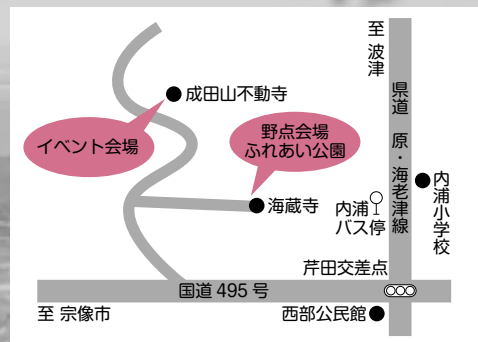 至 波津
成田山不動寺
イベント会場
野点会場
ふれあい公園
県道 原・海老津線
海蔵寺
内浦
バス停
内浦小学校
芹田交差点
国道 495 号
至 宗像市
西部公民館